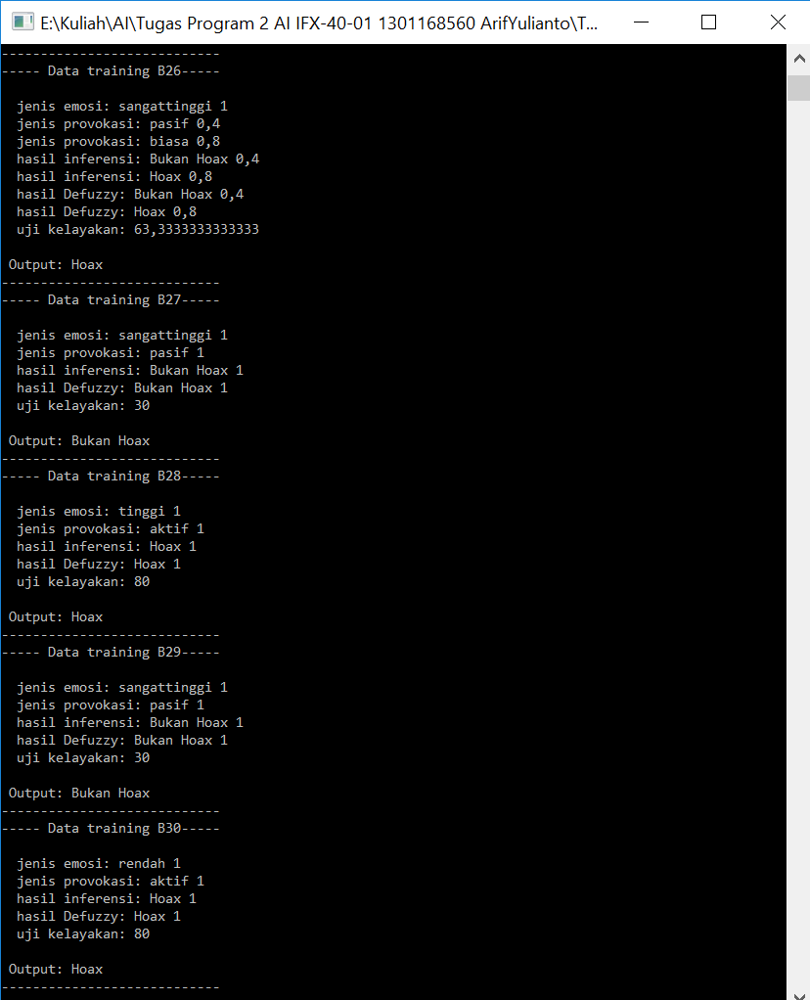 E:\Kuliah\AI\Tugas Program 2 AI IFX-40-01 1301168560 ArifYulianto\T...
----------------------------
----- Data training B26-----
jenis emosi: sangattinggi 1
jenis provokasi: pasif 0,4
jenis provokasi: biasa 0,8
hasil inferensi: Bukan Hoax 0,4
hasil inferensi: Hoax 0,8
hasil Defuzzy: Bukan Hoax 0,4
hasil Defuzzy: Hoax 0,8
uji kelayakan: 63,3333333333333
Output: Hoax
----------------------------
----- Data training B27-----
jenis emosi: sangattinggi 1
jenis provokasi: pasif 1
hasil inferensi: Bukan Hoax 1
hasil Defuzzy: Bukan Hoax 1
uji kelayakan: 30
Output: Bukan Hoax
----------------------------
----- Data training B28-----
jenis emosi: tinggi 1
jenis provokasi: aktif 1
hasil inferensi: Hoax 1
hasil Defuzzy: Hoax 1
uji kelayakan: 80
Output: Hoax
----------------------------
----- Data training B29-----
jenis emosi: sangattinggi 1
jenis provokasi: pasif 1
hasil inferensi: Bukan Hoax 1
hasil Defuzzy: Bukan Hoax 1
uji kelayakan: 30
Output: Bukan Hoax
----------------------------
----- Data training B30-----
jenis emosi: rendah 1
jenis provokasi: aktif 1
hasil inferensi: Hoax 1
hasil Defuzzy: Hoax 1
uji kelayakan: 80
Output: Hoax
----------------------------